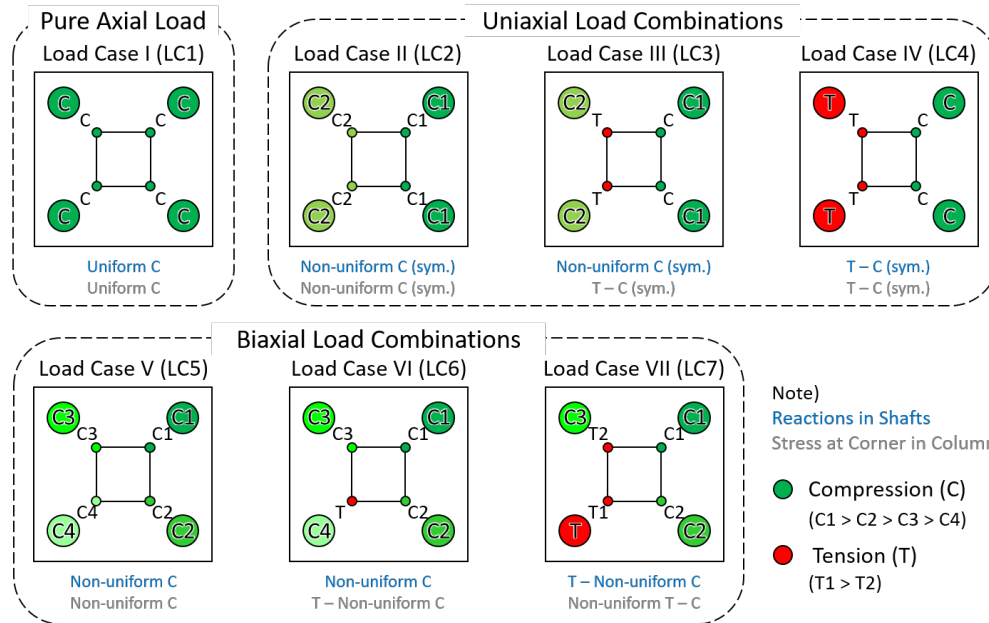 Pure Axial Load
Uniaxial Load Combinations
Load Case I (LC1)
Load Case II (LC2)
Load Case III (LC3)
Load Case IV (LC4)
C C
C C
C C
C C
Uniform C
Uniform C
C2 C1
C2 C1
C2 C1
C2 C1
Non-uniform C (sym.)
Non-uniform C (sym.)
C2 C1
T C
T C
C2 C1
Non-uniform C (sym.)
T – C (sym.)
T C
T C
T C
T C
T – C (sym.)
T – C (sym.)
Biaxial Load Combinations
Load Case V (LC5)
Load Case VI (LC6)
Load Case VII (LC7)
C3 C1
C3 C1
C4 C2
C4 C2
Non-uniform C
Non-uniform C
C3 C1
C3 C1
T C2
C4 C2
Non-uniform C
T – Non-uniform C
C3 C1
T2 C1
T1 C2
T C2
T – Non-uniform C
Non-uniform T – C
Note)
Reactions in Shafts
Stress at Corner in Column
Compression (C)
(C1 > C2 > C3 > C4)
Tension (T)
(T1 > T2)